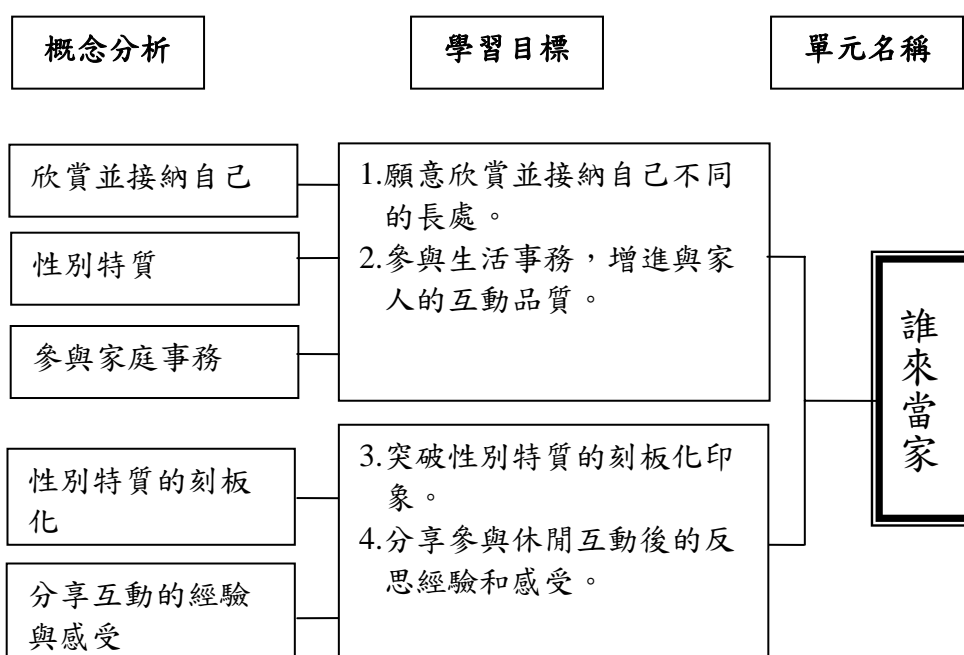 概念分析
學習目標
單元名稱
欣賞並接納自己
性別特質
參與家庭事務
1.願意欣賞並接納自己不同
的長處。
2.參與生活事務，增進與家
人的互動品質。
性別特質的刻板
化
分享互動的經驗
與感受
3.突破性別特質的刻板化印
象。
4.分享參與休閒互動後的反
思經驗和感受。
誰來當家